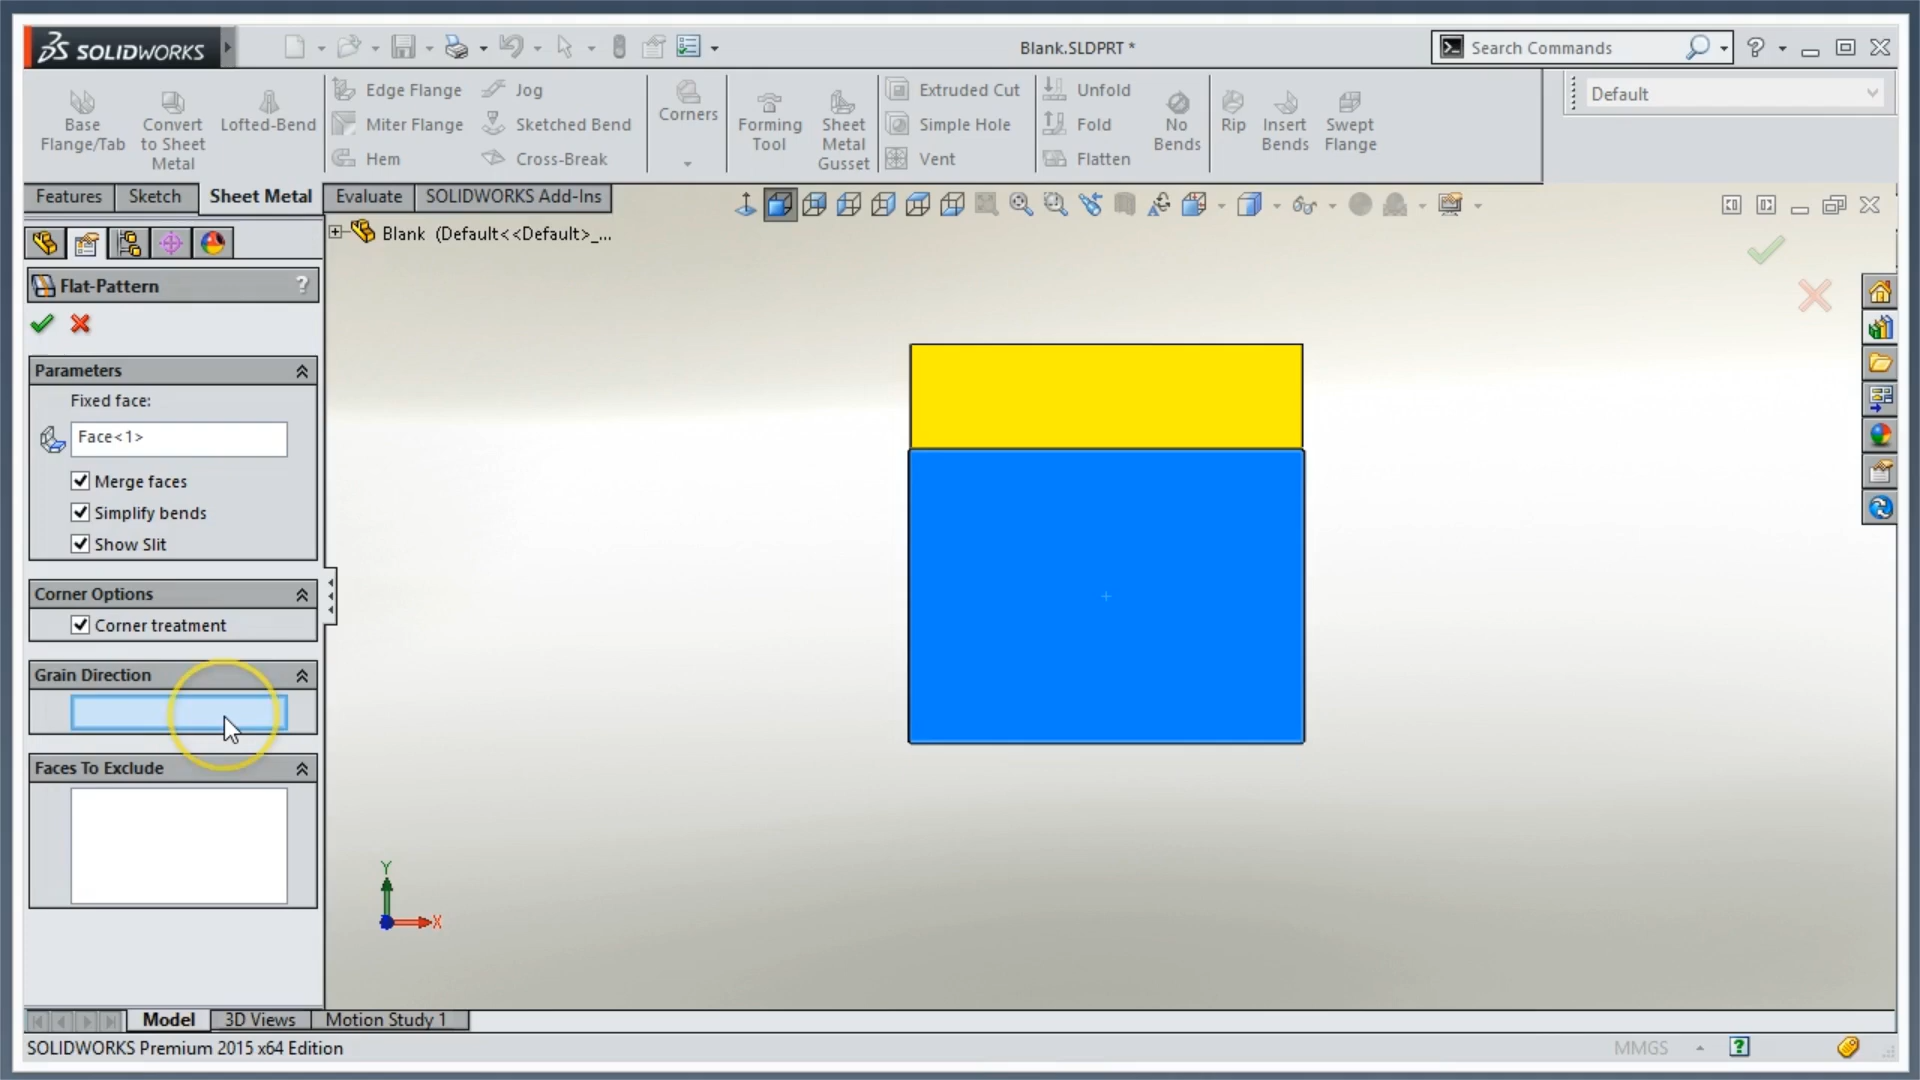 SOLIDWORKS
Blank.SLDPRT *
Search Commands
Base Flange/Tab
Convert to Sheet Metal
Lofted-Bend
Edge Flange
Miter Flange
Hem
Jog
Sketched Bend
Cross-Break
Corners
Forming Tool
Sheet Metal Gusset
Extruded Cut
Simple Hole
Vent
Unfold
Fold
Flatten
No Bends
Rip
Insert Bends
Swept Flange
Default
Features
Sketch
Sheet Metal
Evaluate
SOLIDWORKS Add-Ins
Blank (Default<<Default>_...
Flat-Pattern
?
Parameters
Fixed face:
Face<1>
Merge faces
Simplify bends
Show Slit
Corner Options
Corner treatment
Grain Direction
Faces To Exclude
Y
X
Model
3D Views
Motion Study 1
SOLIDWORKS Premium 2015 x64 Edition
MMGS
?